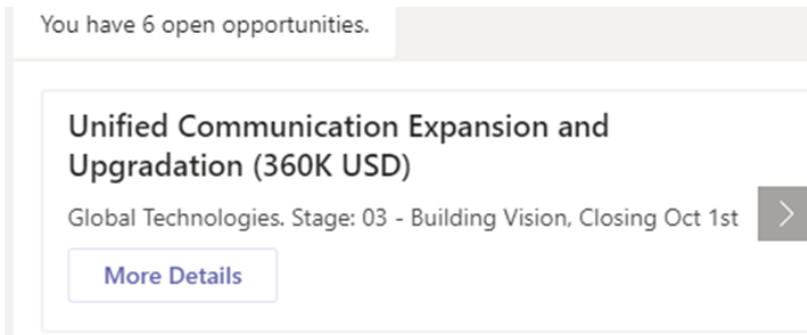 You have 6 open opportunities.
Unified Communication Expansion and
Upgradation (360K USD)
Global Technologies. Stage: 03 - Building Vision, Closing Oct 1st
More Details